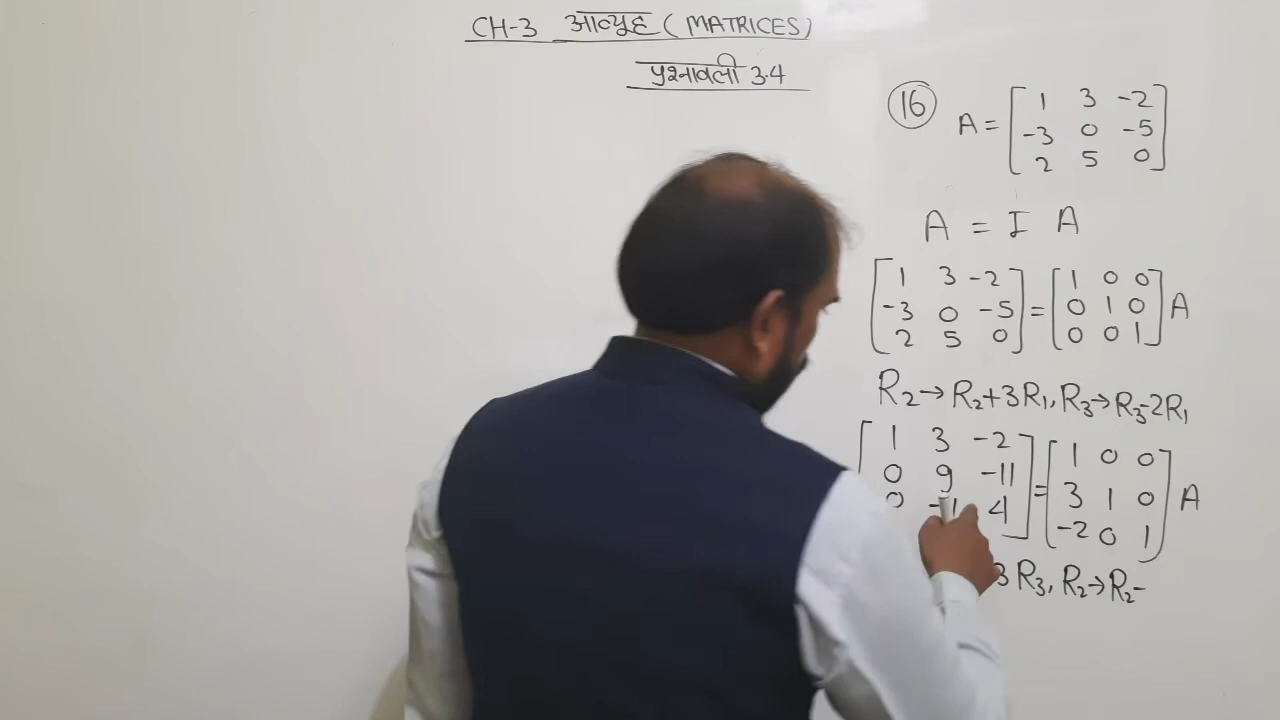 CH-3 आव्यूह (MATRICES)
प्रश्नावली 3.4
16 A = [1 3 -2
-3 0 -5
2 5 0]
A = I A
[1 3 -2
-3 0 -5
2 5 0] = [1 0 0
0 1 0
0 0 1] A
R₂→R₂+3R₁, R₃→R₃-2R₁
[1 3 -2
0 9 -11
0 -1 4] = [1 0 0
3 1 0
-2 0 1] A
3R₃, R₂→R₂-